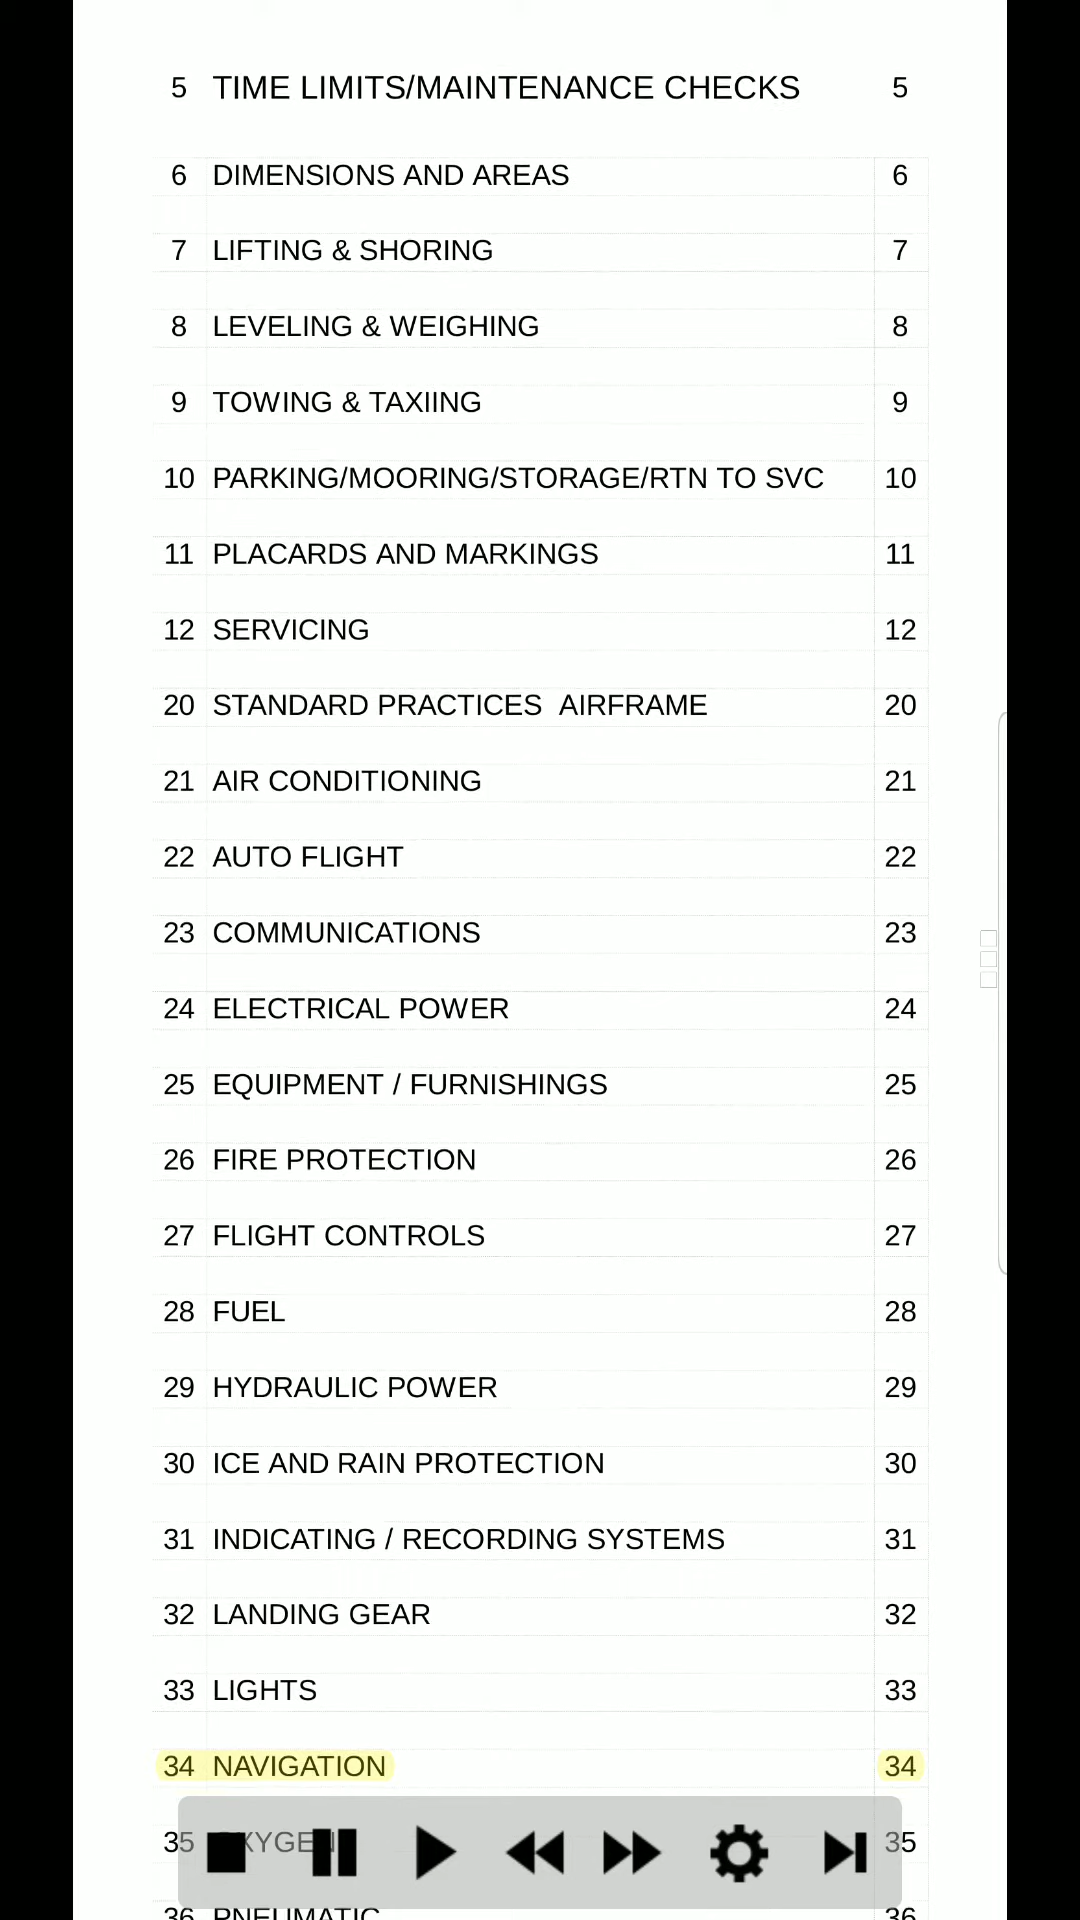 5 TIME LIMITS/MAINTENANCE CHECKS 5
6 DIMENSIONS AND AREAS 6
7 LIFTING & SHORING 7
8 LEVELING & WEIGHING 8
9 TOWING & TAXIING 9
10 PARKING/MOORING/STORAGE/RTN TO SVC 10
11 PLACARDS AND MARKINGS 11
12 SERVICING 12
20 STANDARD PRACTICES AIRFRAME 20
21 AIR CONDITIONING 21
22 AUTO FLIGHT 22
23 COMMUNICATIONS 23
24 ELECTRICAL POWER 24
25 EQUIPMENT / FURNISHINGS 25
26 FIRE PROTECTION 26
27 FLIGHT CONTROLS 27
28 FUEL 28
29 HYDRAULIC POWER 29
30 ICE AND RAIN PROTECTION 30
31 INDICATING / RECORDING SYSTEMS 31
32 LANDING GEAR 32
33 LIGHTS 33
34 NAVIGATION 34
35 OXYGEN 35
36 PNEUMATIC 36